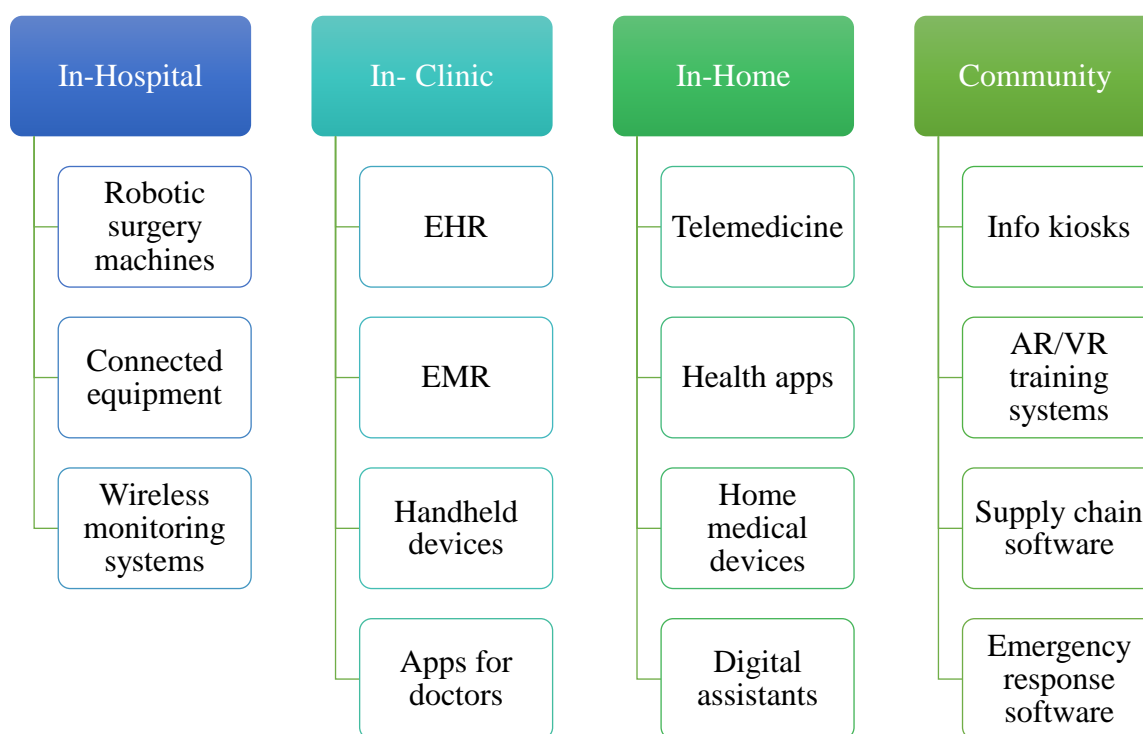 In-Hospital
Robotic
surgery
machines
Connected
equipment
Wireless
monitoring
systems
In- Clinic
EHR
EMR
Handheld
devices
Apps for
doctors
In-Home
Telemedicine
Health apps
Home
medical
devices
Digital
assistants
Community
Info kiosks
AR/VR
training
systems
Supply chain
software
Emergency
response
software